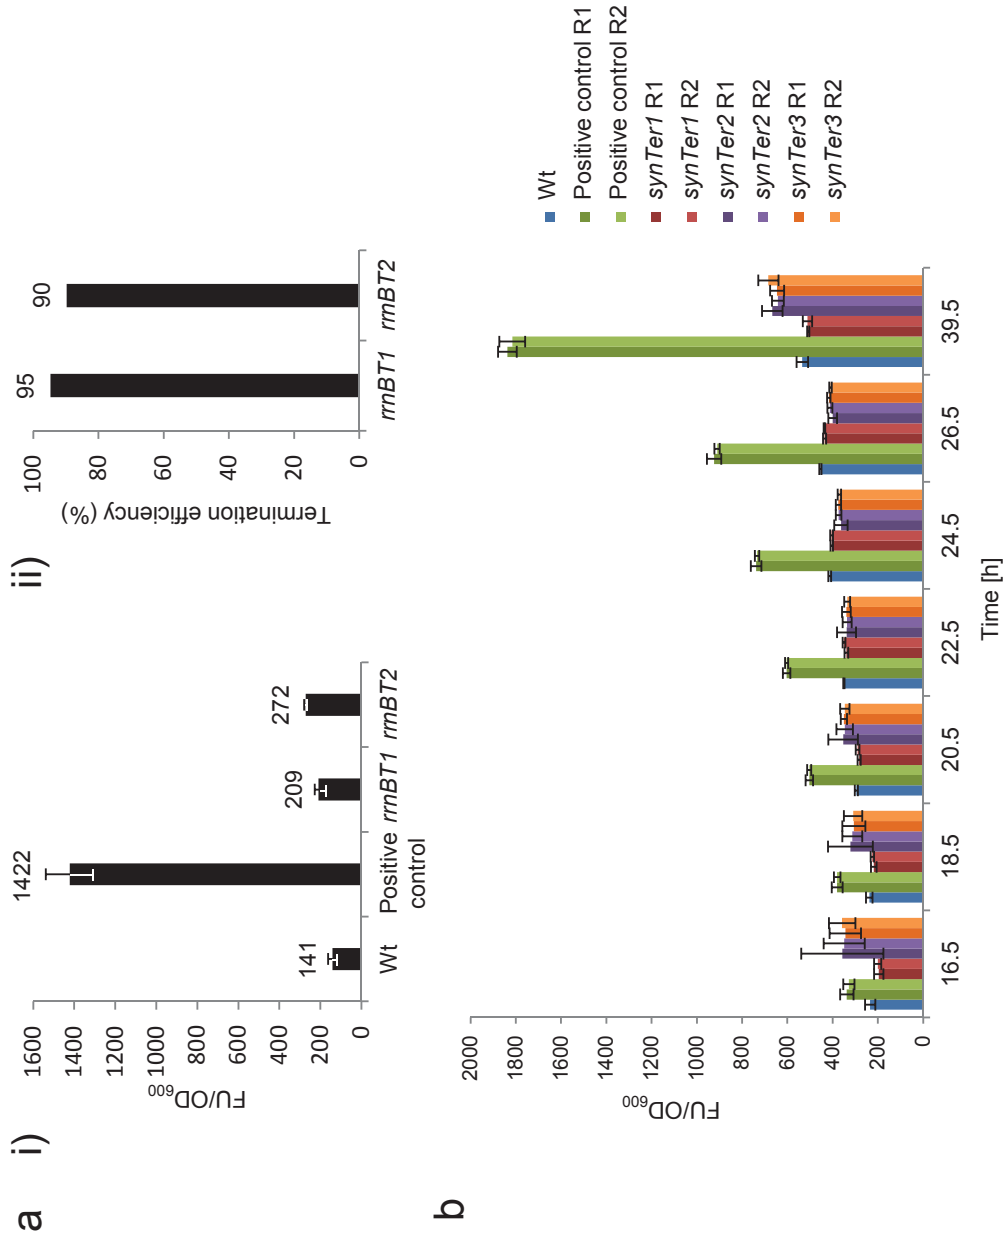 a
i)
FU/OD600
1600
1400
1200
1000
800
600
400
200
0
141
1422
209
272
Wt
Positive control
rrnBT1
rrnBT2
ii)
Termination efficiency (%)
100
80
60
40
20
0
95
90
rrnBT1
rrnBT2
b
FU/OD600
2000
1800
1600
1400
1200
1000
800
600
400
200
0
16.5
18.5
20.5
22.5
24.5
26.5
39.5
Time [h]
Wt
Positive control R1
Positive control R2
synTer1 R1
synTer1 R2
synTer2 R1
synTer2 R2
synTer3 R1
synTer3 R2